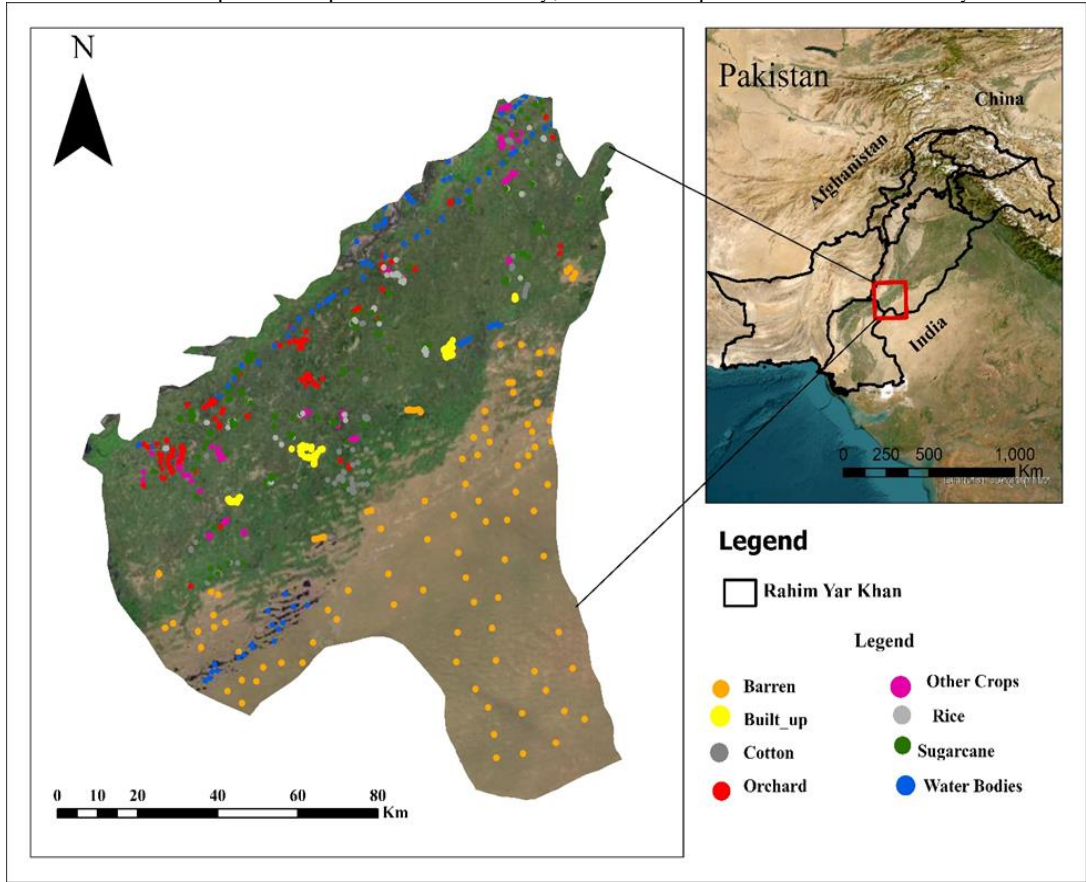 N
Pakistan
China
Afghanistan
India
0 250 500 1,000
Km
Legend
Rahim Yar Khan
Legend
Barren
Other Crops
Built_up
Rice
Cotton
Sugarcane
Orchard
Water Bodies
0 10 20 40 60 80
Km